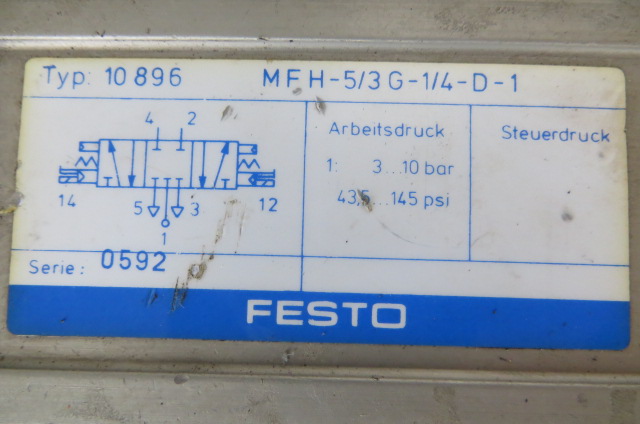 Typ: 10 896 MFH-5/3 G-1/4-D-1
4 2
14 5 3 12
1
Serie: 0592
Arbeitsdruck
1: 3...10 bar
43,5...145 psi
Steuerdruck
FESTO